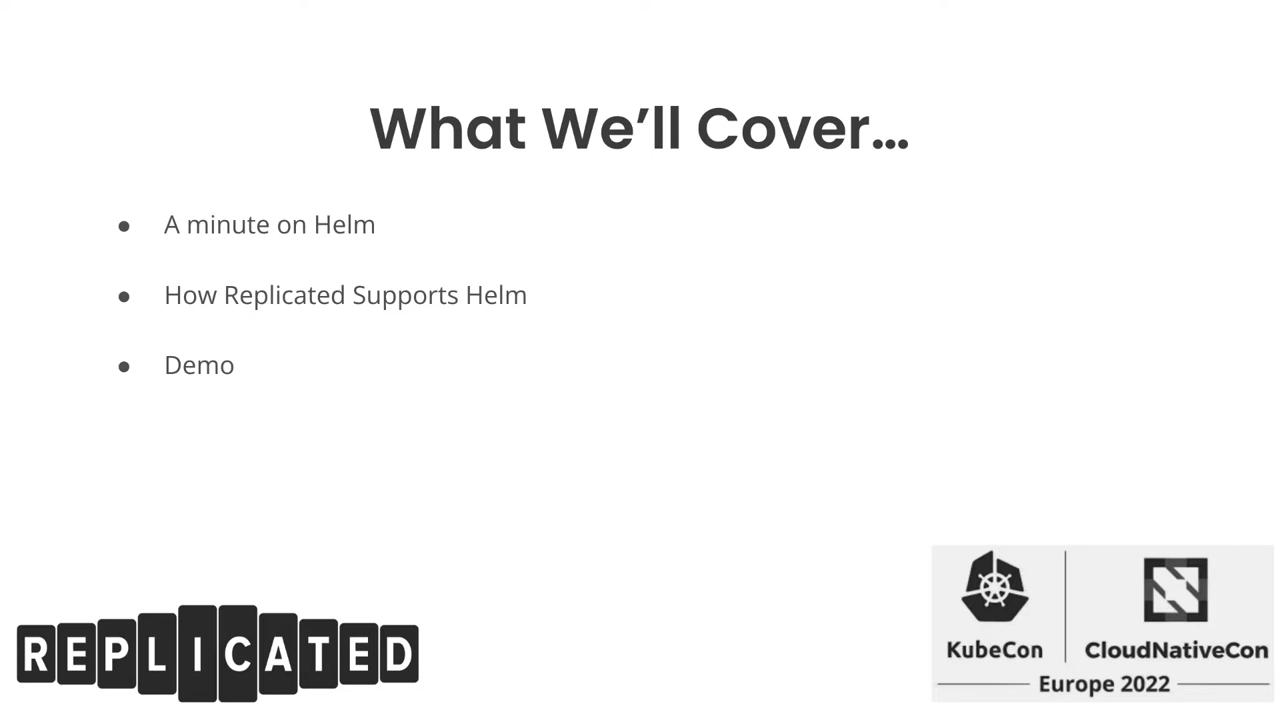 What We’ll Cover…
● A minute on Helm
● How Replicated Supports Helm
● Demo
REPLICATED
KubeCon
CloudNativeCon
Europe 2022